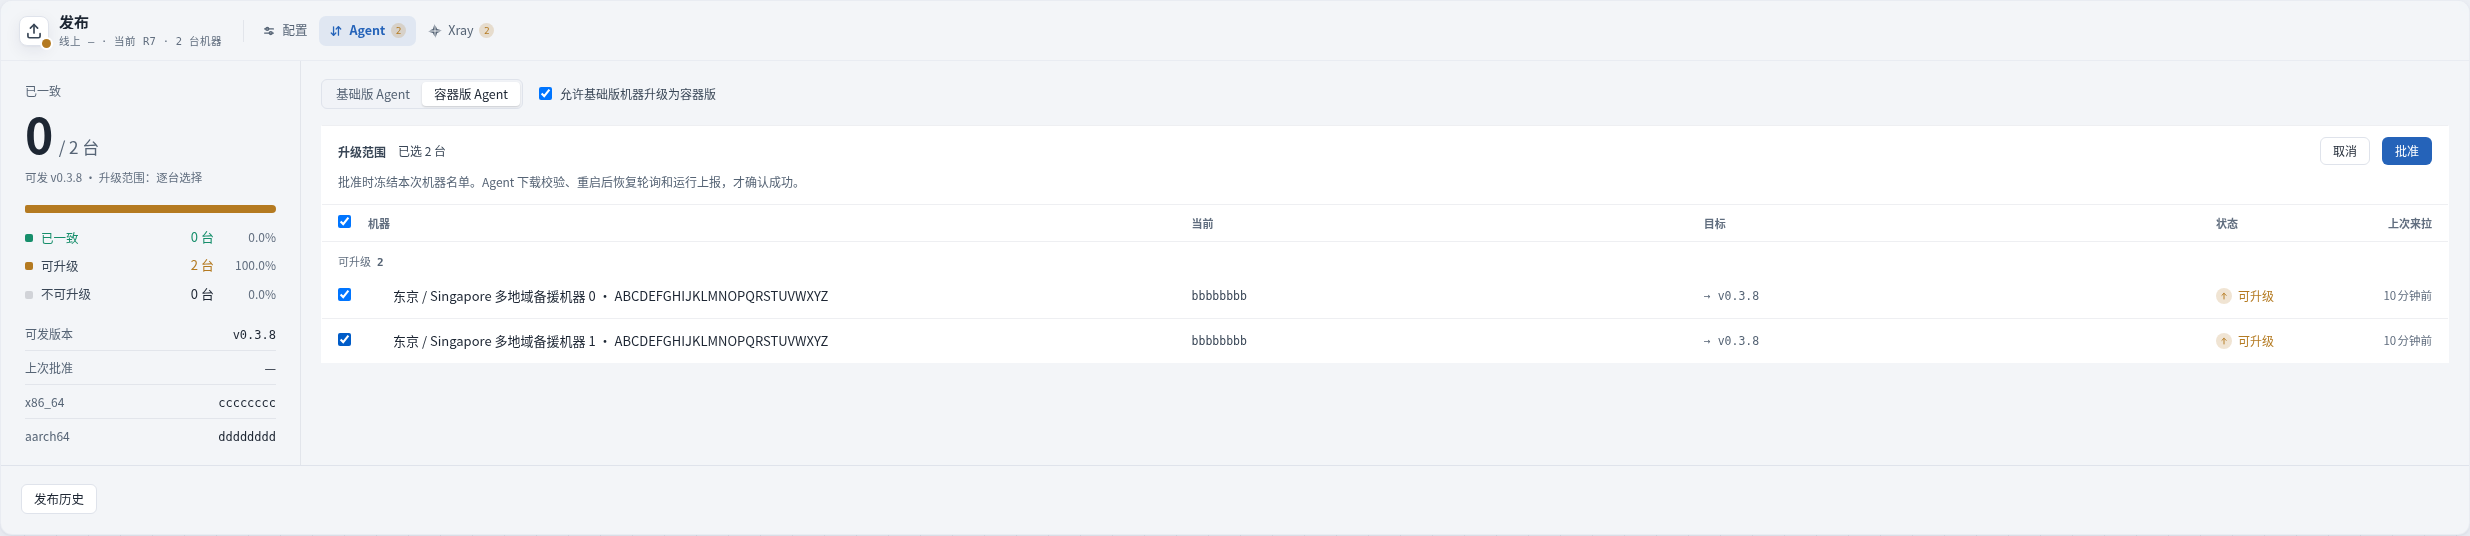 发布
线上 — · 当前 R7 · 2 台机器
配置
Agent 2
Xray 2
已一致
0 / 2 台
可发 v0.3.8 · 升级范围：逐台选择
已一致 0 台 0.0%
可升级 2 台 100.0%
不可升级 0 台 0.0%
可发版本 v0.3.8
上次批准 —
x86_64 cccccccc
aarch64 dddddddd
基础版 Agent 容器版 Agent 允许基础版机器升级为容器版
升级范围 已选 2 台 取消 批准
批准时冻结本次机器名单。Agent 下载校验、重启后恢复轮询和运行上报，才确认成功。
机器 当前 目标 状态 上次来拉
可升级 2
东京 / Singapore 多地域备援机器 0 · ABCDEFGHIJKLMNOPQRSTUVWXYZ bbbbbbbb → v0.3.8 可升级 10 分钟前
东京 / Singapore 多地域备援机器 1 · ABCDEFGHIJKLMNOPQRSTUVWXYZ bbbbbbbb → v0.3.8 可升级 10 分钟前
发布历史